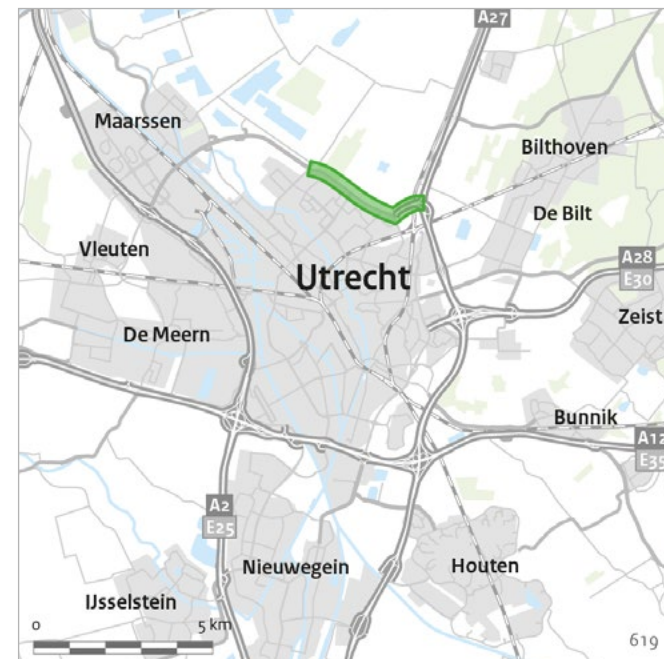 A27
Maarssen
Bilthoven
De Bilt
Vleuten
A28
E30
Utrecht
Zeist
De Meern
Bunnik
A12
E35
A2
E25
Nieuwegein
Houten
IJsselstein
0
5 km
619